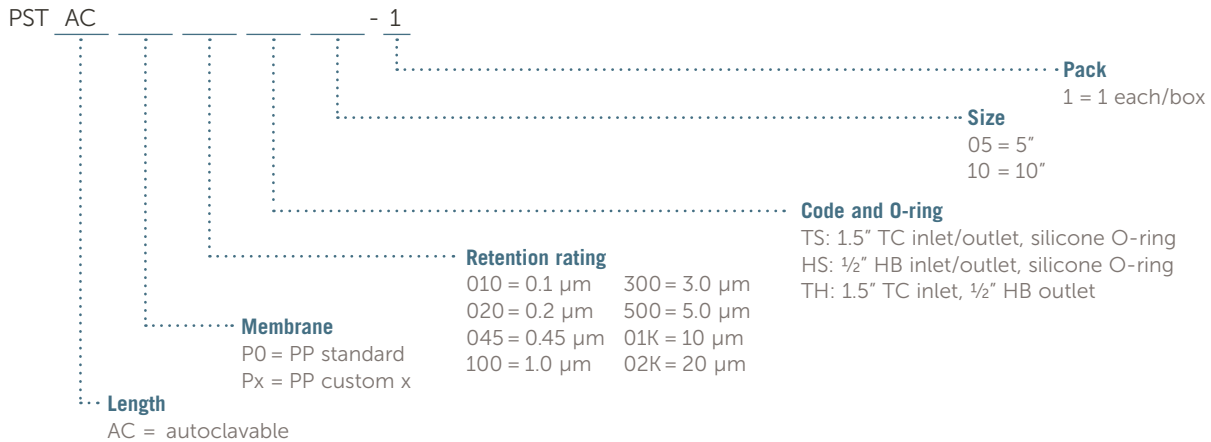 PST AC - 1
Pack
1 = 1 each/box
Size
05 = 5"
10 = 10"
Code and O-ring
TS: 1.5" TC inlet/outlet, silicone O-ring
HS: ½" HB inlet/outlet, silicone O-ring
TH: 1.5" TC inlet, ½" HB outlet
Retention rating
010 = 0.1 µm 300 = 3.0 µm
020 = 0.2 µm 500 = 5.0 µm
045 = 0.45 µm 01K = 10 µm
100 = 1.0 µm 02K = 20 µm
Membrane
P0 = PP standard
Px = PP custom x
Length
AC = autoclavable